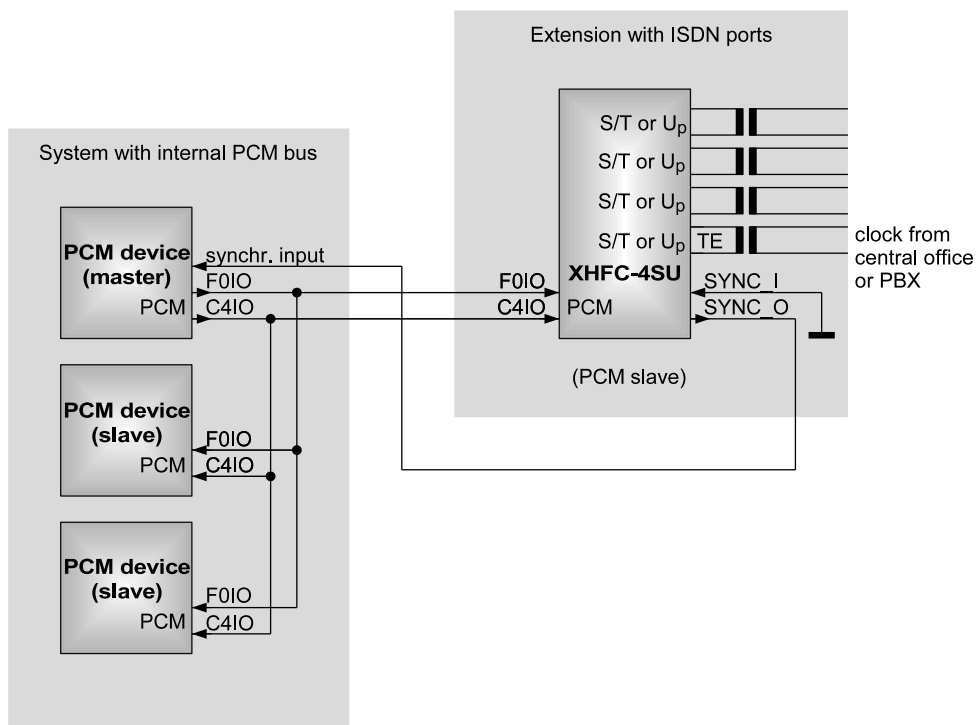 Extension with ISDN ports
S/T or Up
S/T or Up
S/T or Up
S/T or Up
TE
XHFC-4SU
F0IO
C4IO
PCM
SYNC_I
SYNC_O
(PCM slave)
clock from
central office
or PBX
System with internal PCM bus
PCM device
(master)
PCM
synchr. input
F0IO
C4IO
PCM device
(slave)
PCM
F0IO
C4IO
PCM device
(slave)
PCM
F0IO
C4IO